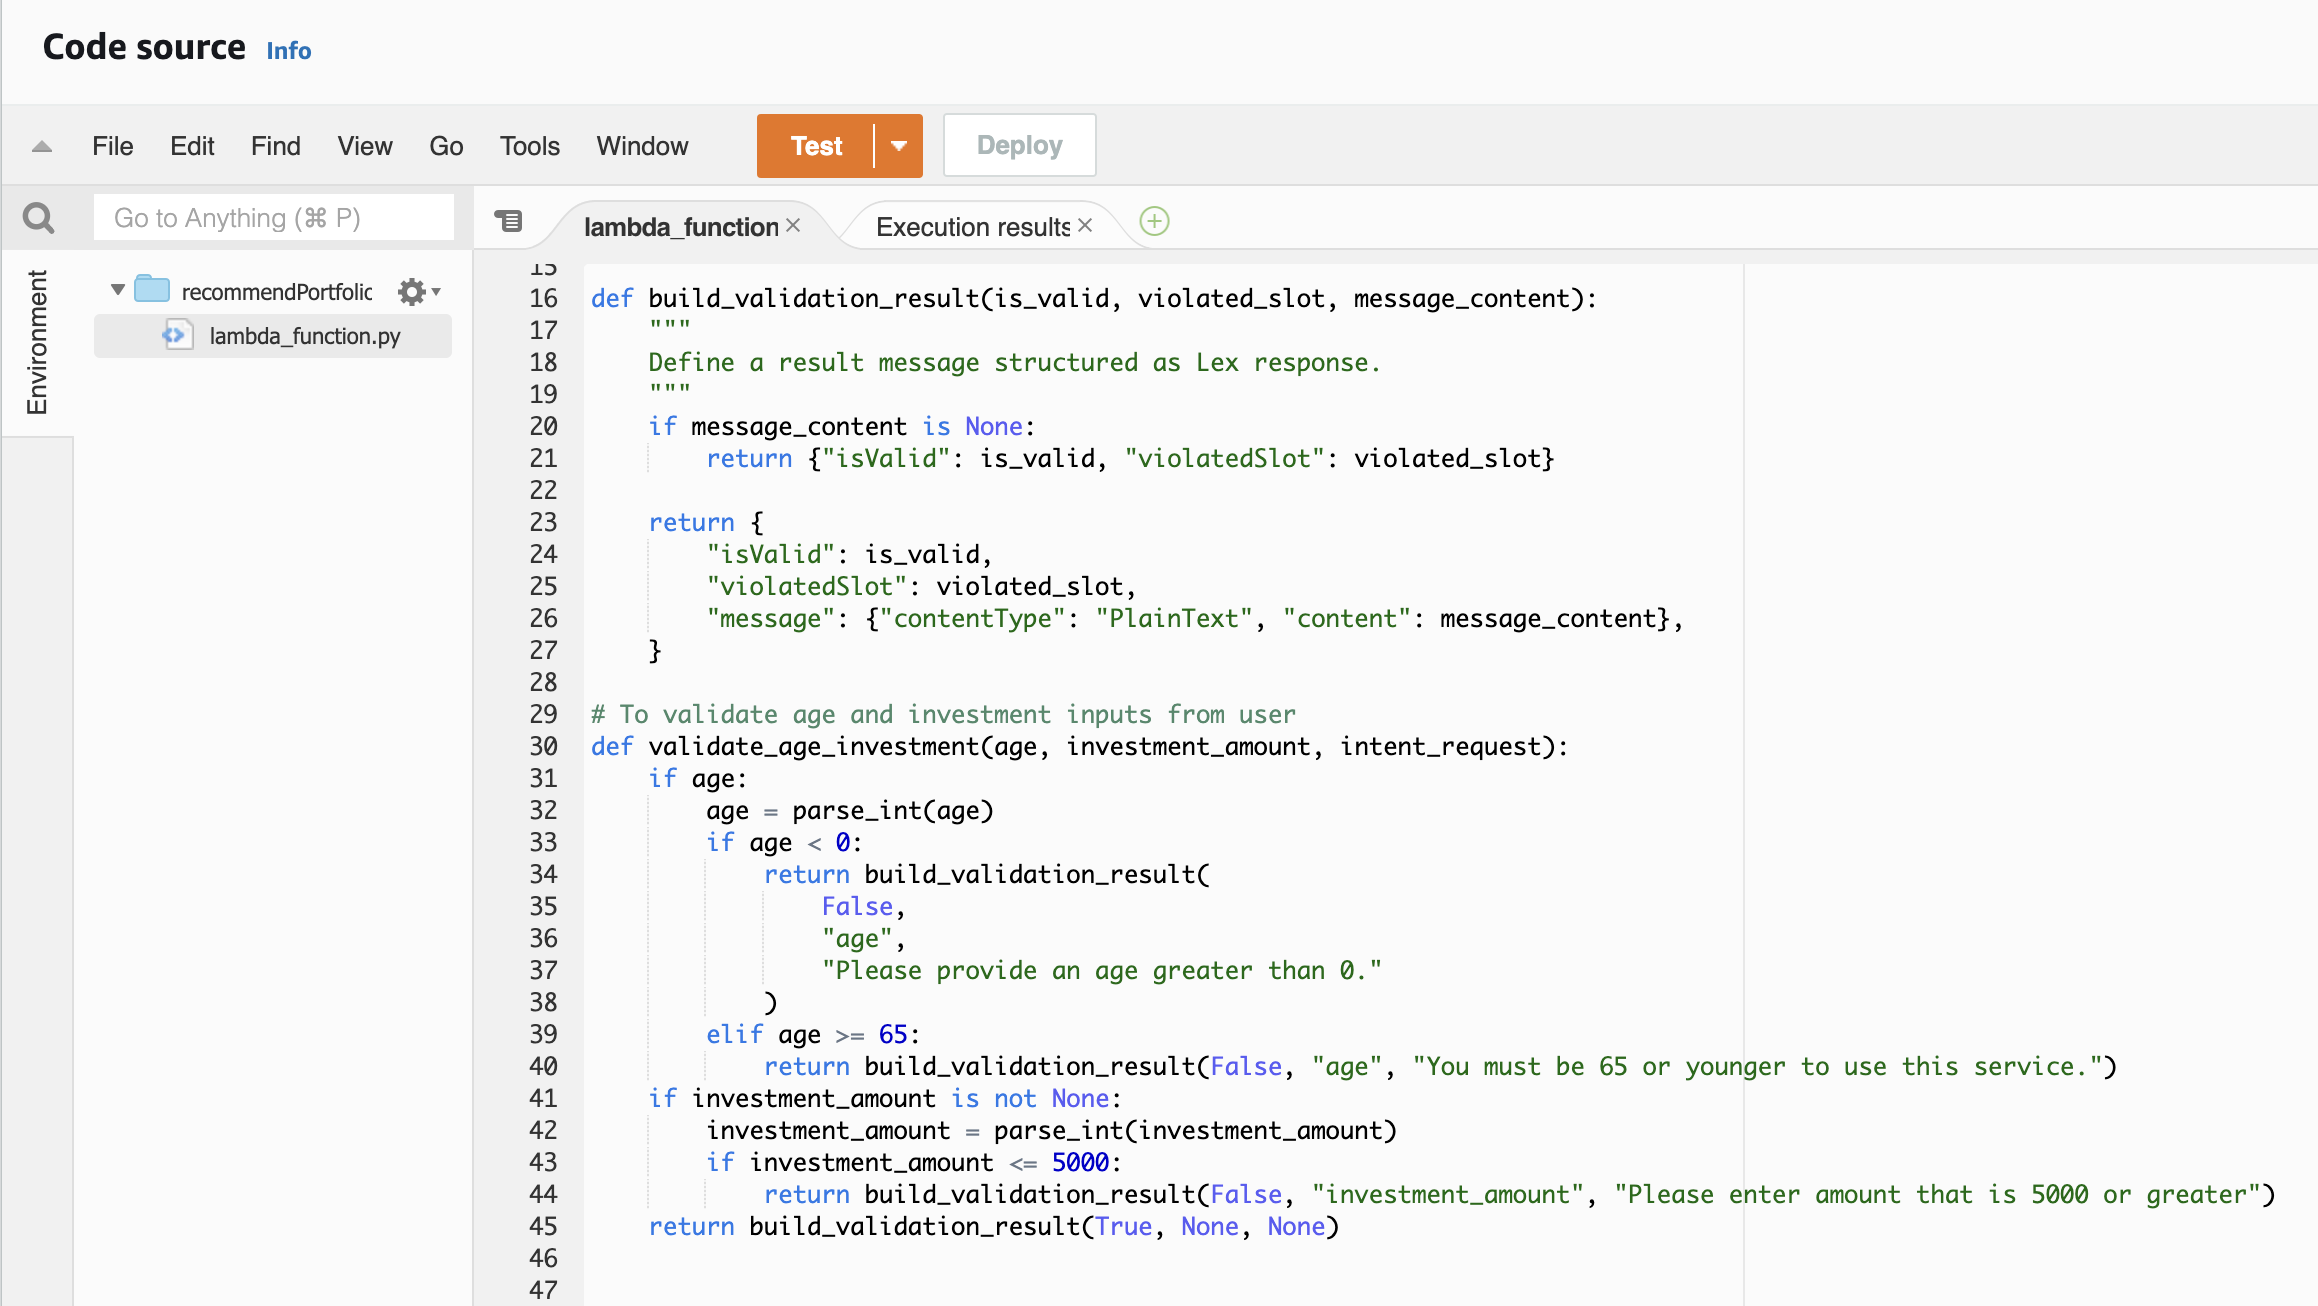 Code source Info
File Edit Find View Go Tools Window Test Deploy
Go to Anything (⌘ P)
lambda_function × Execution results ×
Environment
recommendPortfolio
lambda_function.py
15
16 def build_validation_result(is_valid, violated_slot, message_content):
17     """
18     Define a result message structured as Lex response.
19     """
20     if message_content is None:
21         return {"isValid": is_valid, "violatedSlot": violated_slot}
22
23     return {
24         "isValid": is_valid,
25         "violatedSlot": violated_slot,
26         "message": {"contentType": "PlainText", "content": message_content},
27     }
28
29 # To validate age and investment inputs from user
30 def validate_age_investment(age, investment_amount, intent_request):
31     if age:
32         age = parse_int(age)
33         if age < 0:
34             return build_validation_result(
35                 False,
36                 "age",
37                 "Please provide an age greater than 0."
38             )
39         elif age >= 65:
40             return build_validation_result(False, "age", "You must be 65 or younger to use this service.")
41     if investment_amount is not None:
42         investment_amount = parse_int(investment_amount)
43         if investment_amount <= 5000:
44             return build_validation_result(False, "investment_amount", "Please enter amount that is 5000 or greater")
45     return build_validation_result(True, None, None)
46
47